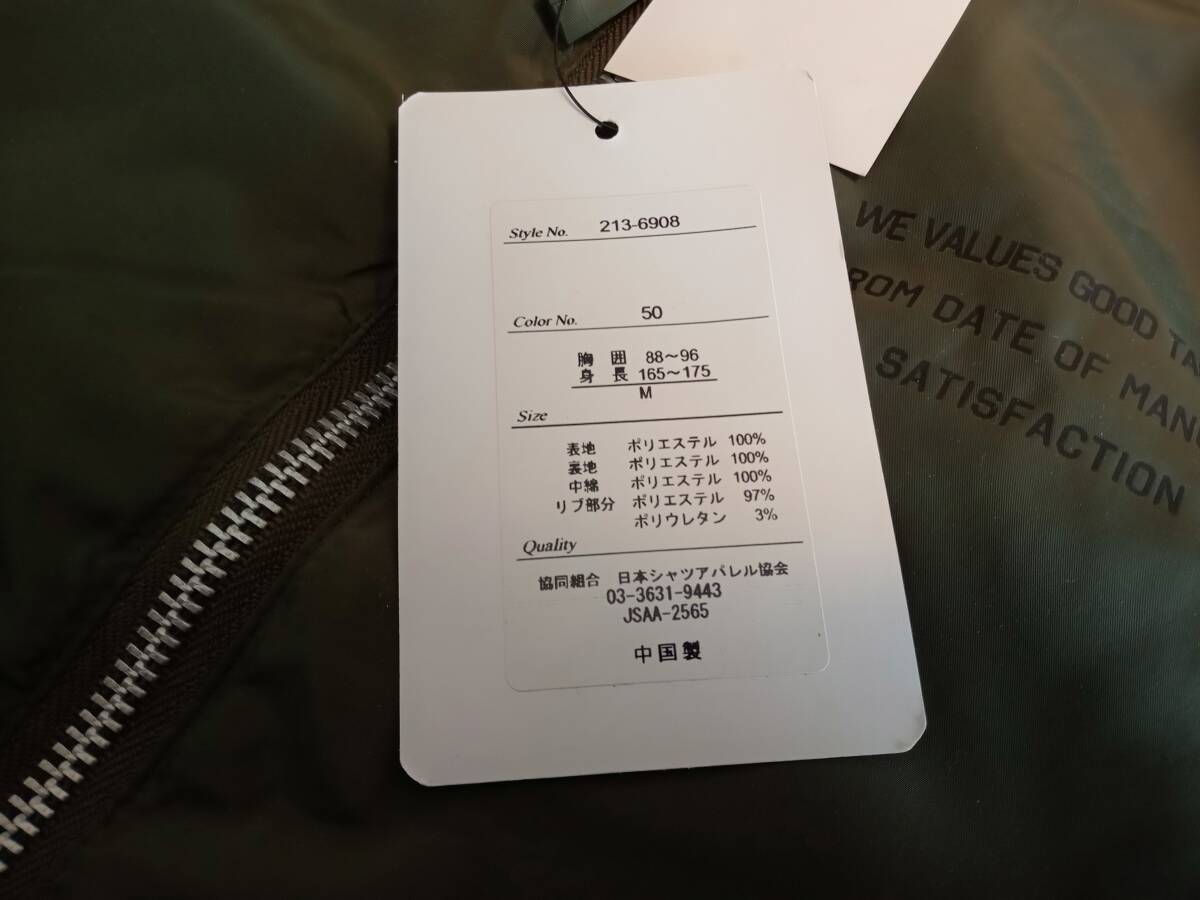 Style No. 213-6908
Color No. 50
胸囲 88～96
身長 165～175
M
Size
表地 ポリエステル 100%
裏地 ポリエステル 100%
中綿 ポリエステル 100%
リブ部分 ポリエステル 97%
ポリウレタン 3%
Quality
協同組合 日本シャツアパレル協会
03-3631-9443
JSAA-2565
中国製
WE VALUES GOOD
DATE OF
SATISFACTION